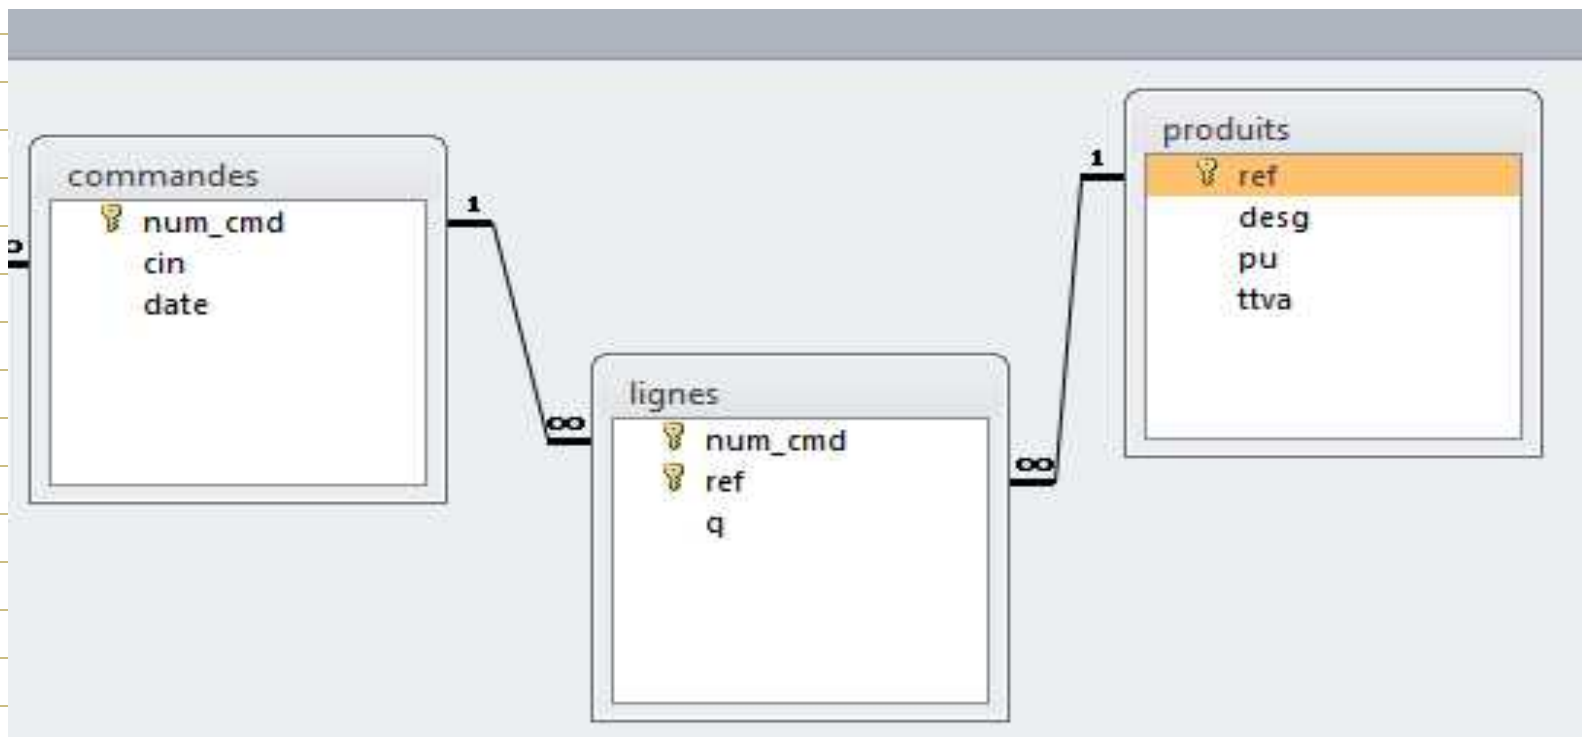 commandes
num_cmd
cin
date
1
∞
lignes
num_cmd
ref
q
∞
1
produits
ref
desg
pu
ttva